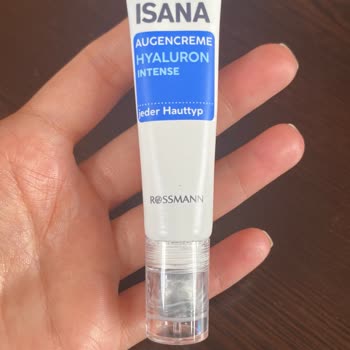 ISANA
AUGENCREME
HYALURON
INTENSE
jeder Hauttyp
ROSSMANN